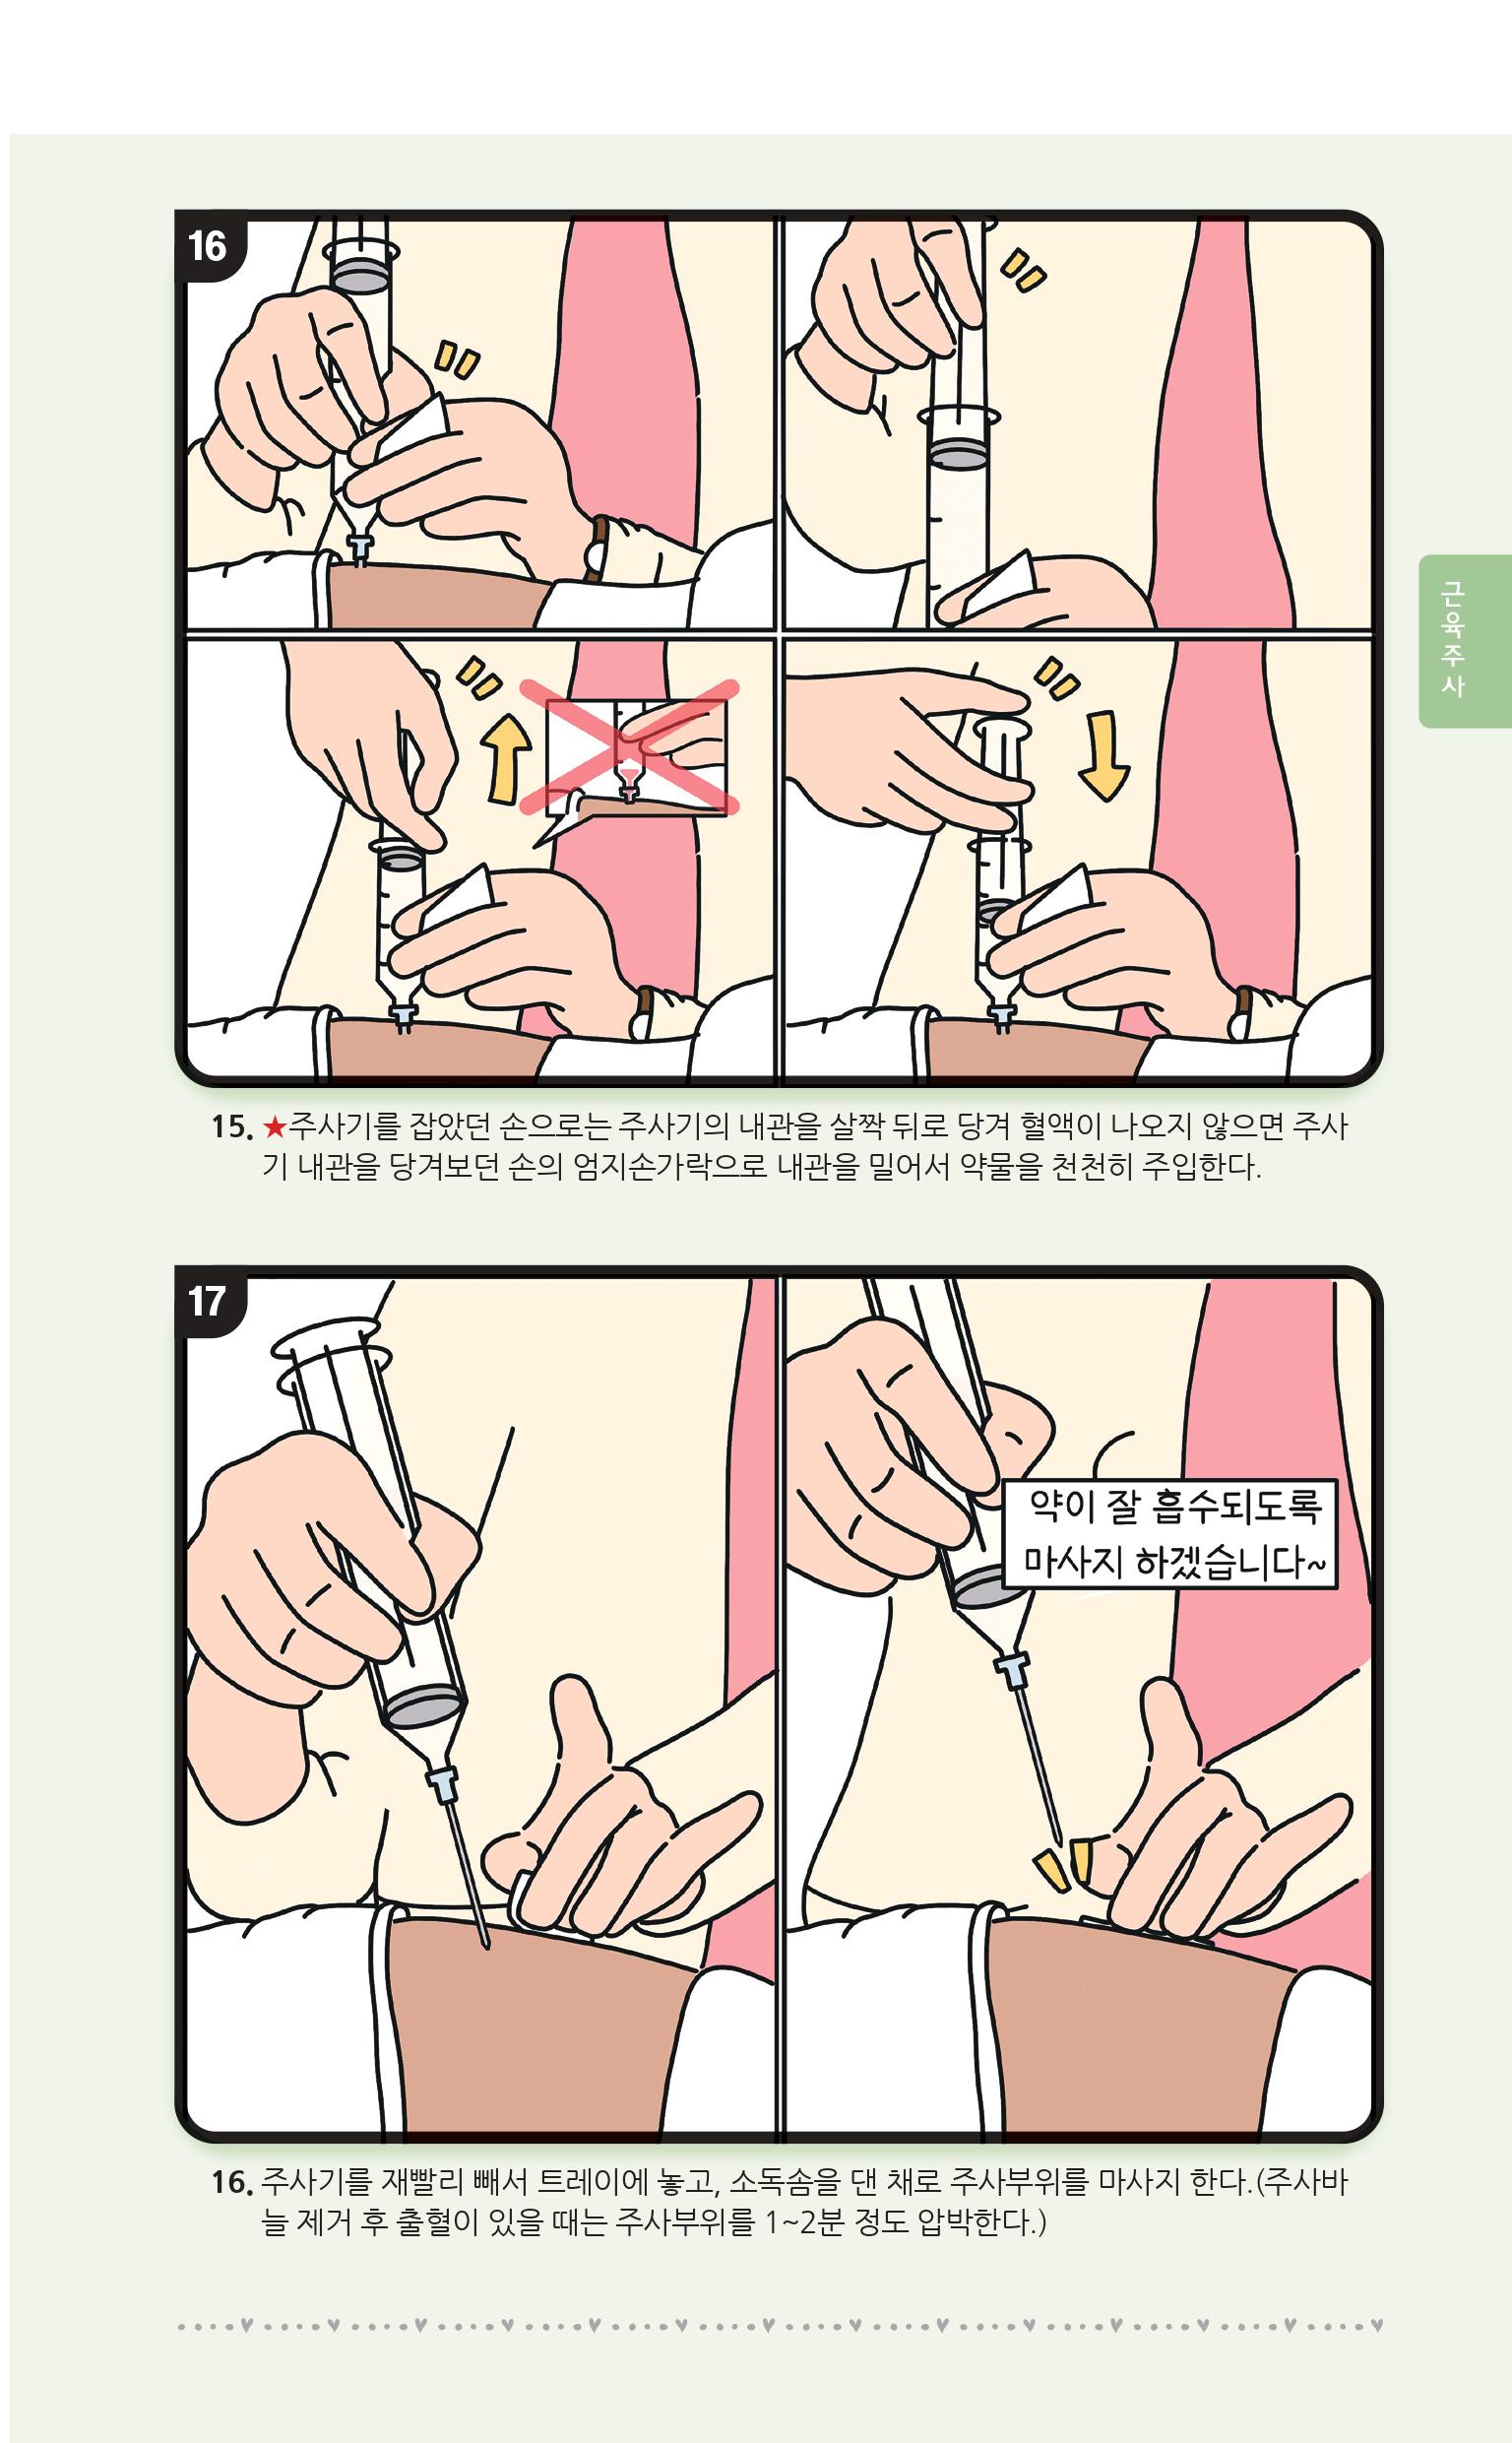 16
근육주사
15. ★주사기를 잡았던 손으로는 주사기의 내관을 살짝 뒤로 당겨 혈액이 나오지 않으면 주사
기 내관을 당겨보던 손의 엄지손가락으로 내관을 밀어서 약물을 천천히 주입한다.
17
약이 잘 흡수되도록
마사지 하겠습니다~
16. 주사기를 재빨리 빼서 트레이에 놓고, 소독솜을 댄 채로 주사부위를 마사지 한다.(주사바
늘 제거 후 출혈이 있을 때는 주사부위를 1~2분 정도 압박한다.)